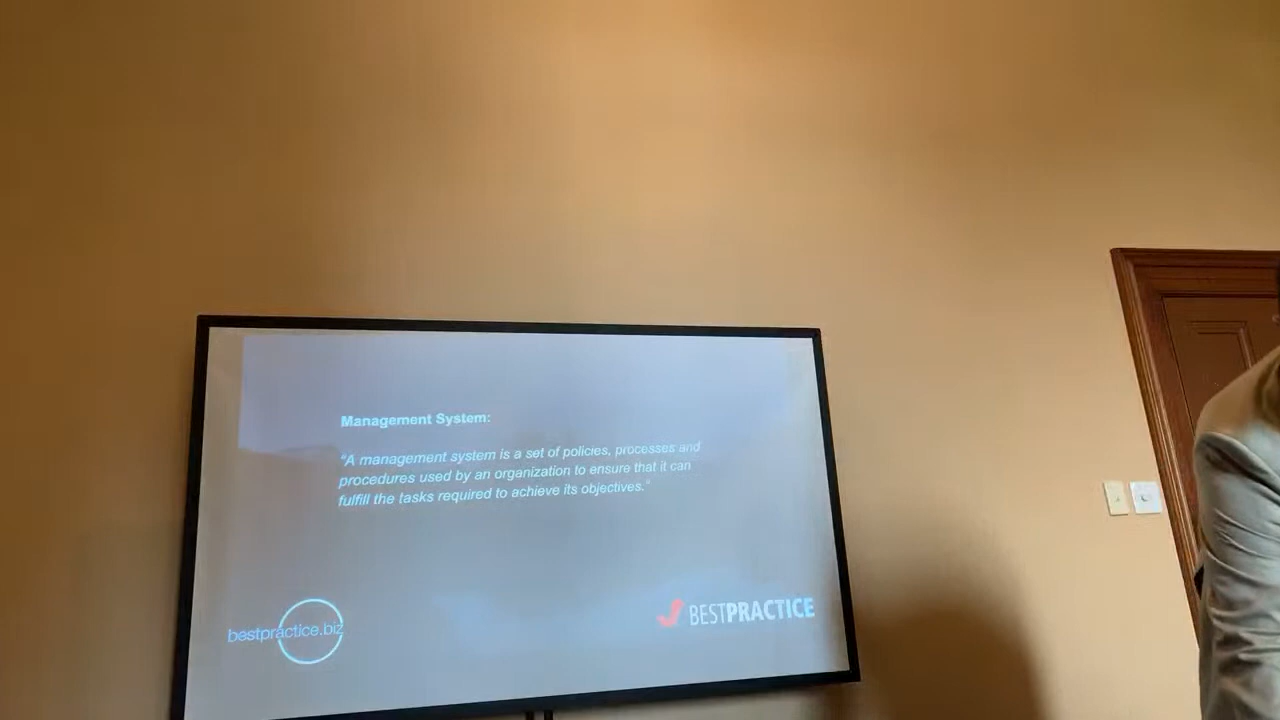 Management System:
“A management system is a set of policies, processes and
procedures used by an organization to ensure that it can
fulfill the tasks required to achieve its objectives.“
bestpractice.biz
BESTPRACTICE